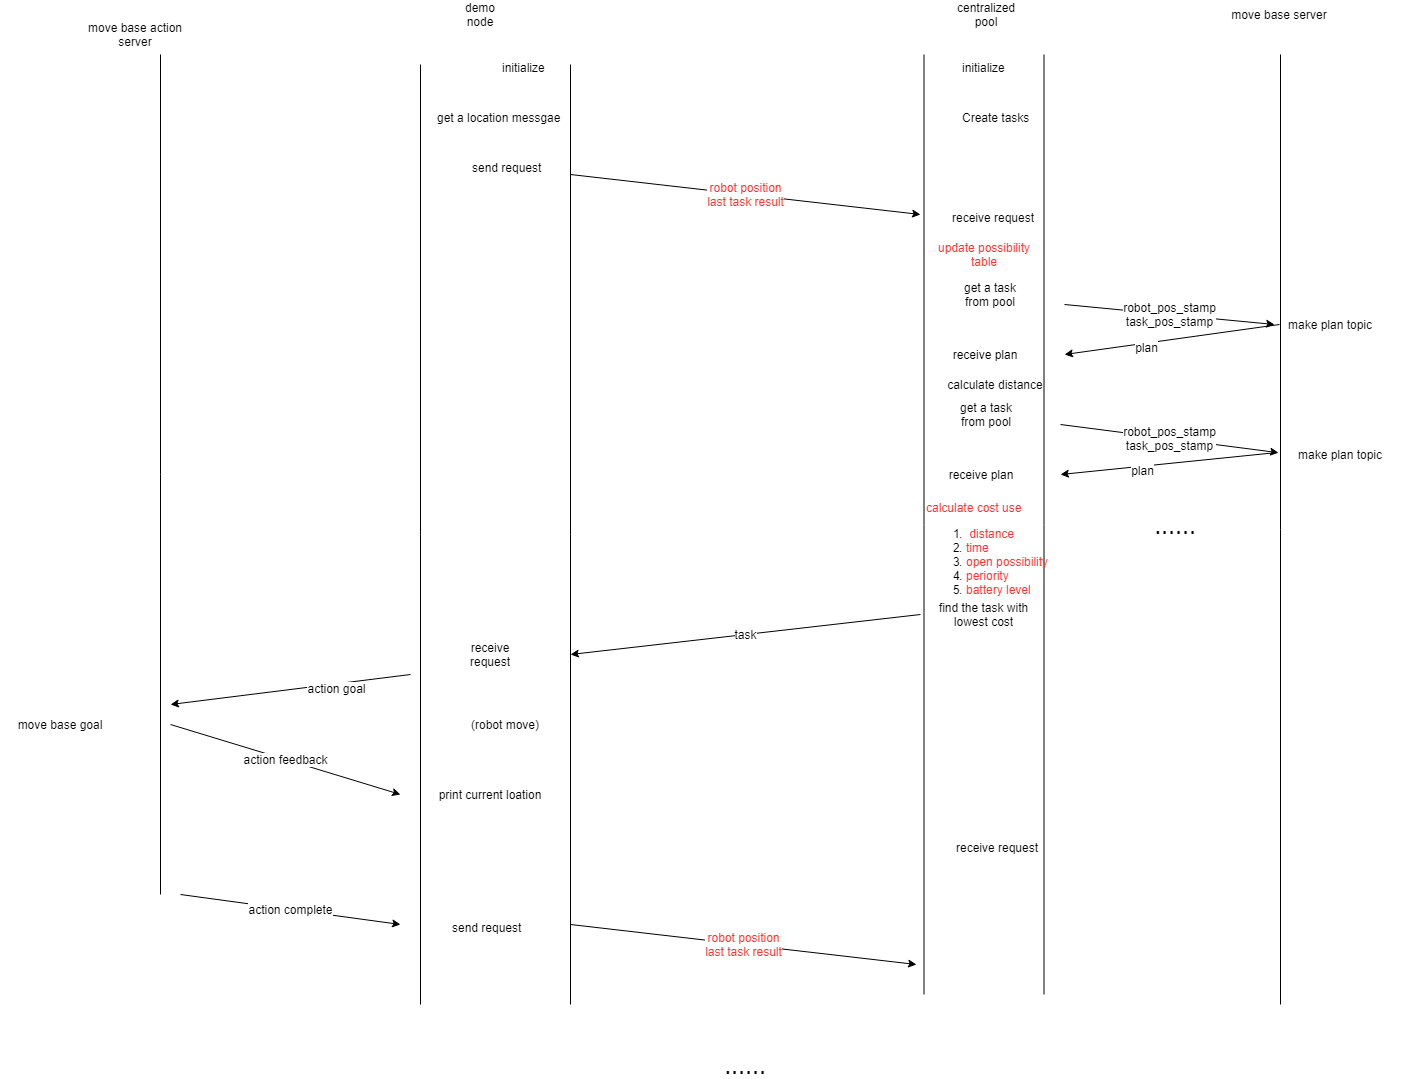 move base action
server
demo
node
centralized
pool
move base server
initialize
initialize
get a location messgae
Create tasks
send request
robot position
last task result
receive request
update possibility
table
get a task
from pool
robot_pos_stamp
task_pos_stamp
make plan topic
plan
receive plan
calculate distance
get a task
from pool
robot_pos_stamp
task_pos_stamp
make plan topic
plan
receive plan
calculate cost use
......
1. distance
2. time
3. open possibility
4. periority
5. battery level
find the task with
lowest cost
task
receive
request
action goal
move base goal
(robot move)
action feedback
print current loation
receive request
action complete
send request
robot position
last task result
......